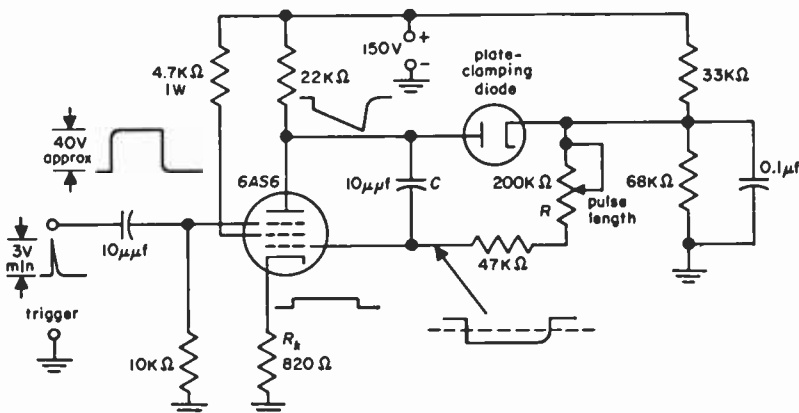 150V
+
-
plate-
clamping
diode
4.7KΩ
1W
22KΩ
33KΩ
40V
approx
6AS6
10μμf
C
200KΩ
R
pulse
length
68KΩ
0.1μf
3V
min
10μμf
47KΩ
trigger
10KΩ
Rk
820Ω